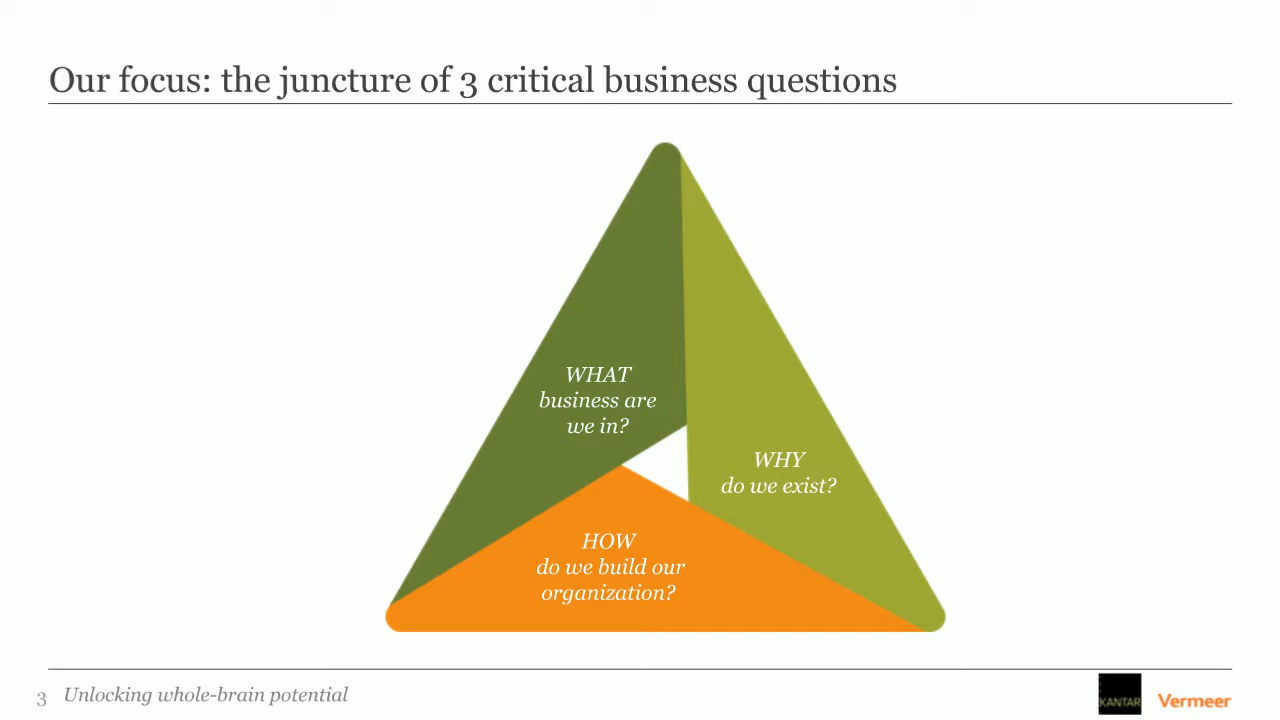 Our focus: the juncture of 3 critical business questions
WHAT
business are
we in?
WHY
do we exist?
HOW
do we build our
organization?
3 Unlocking whole-brain potential
KANTAR Vermeer